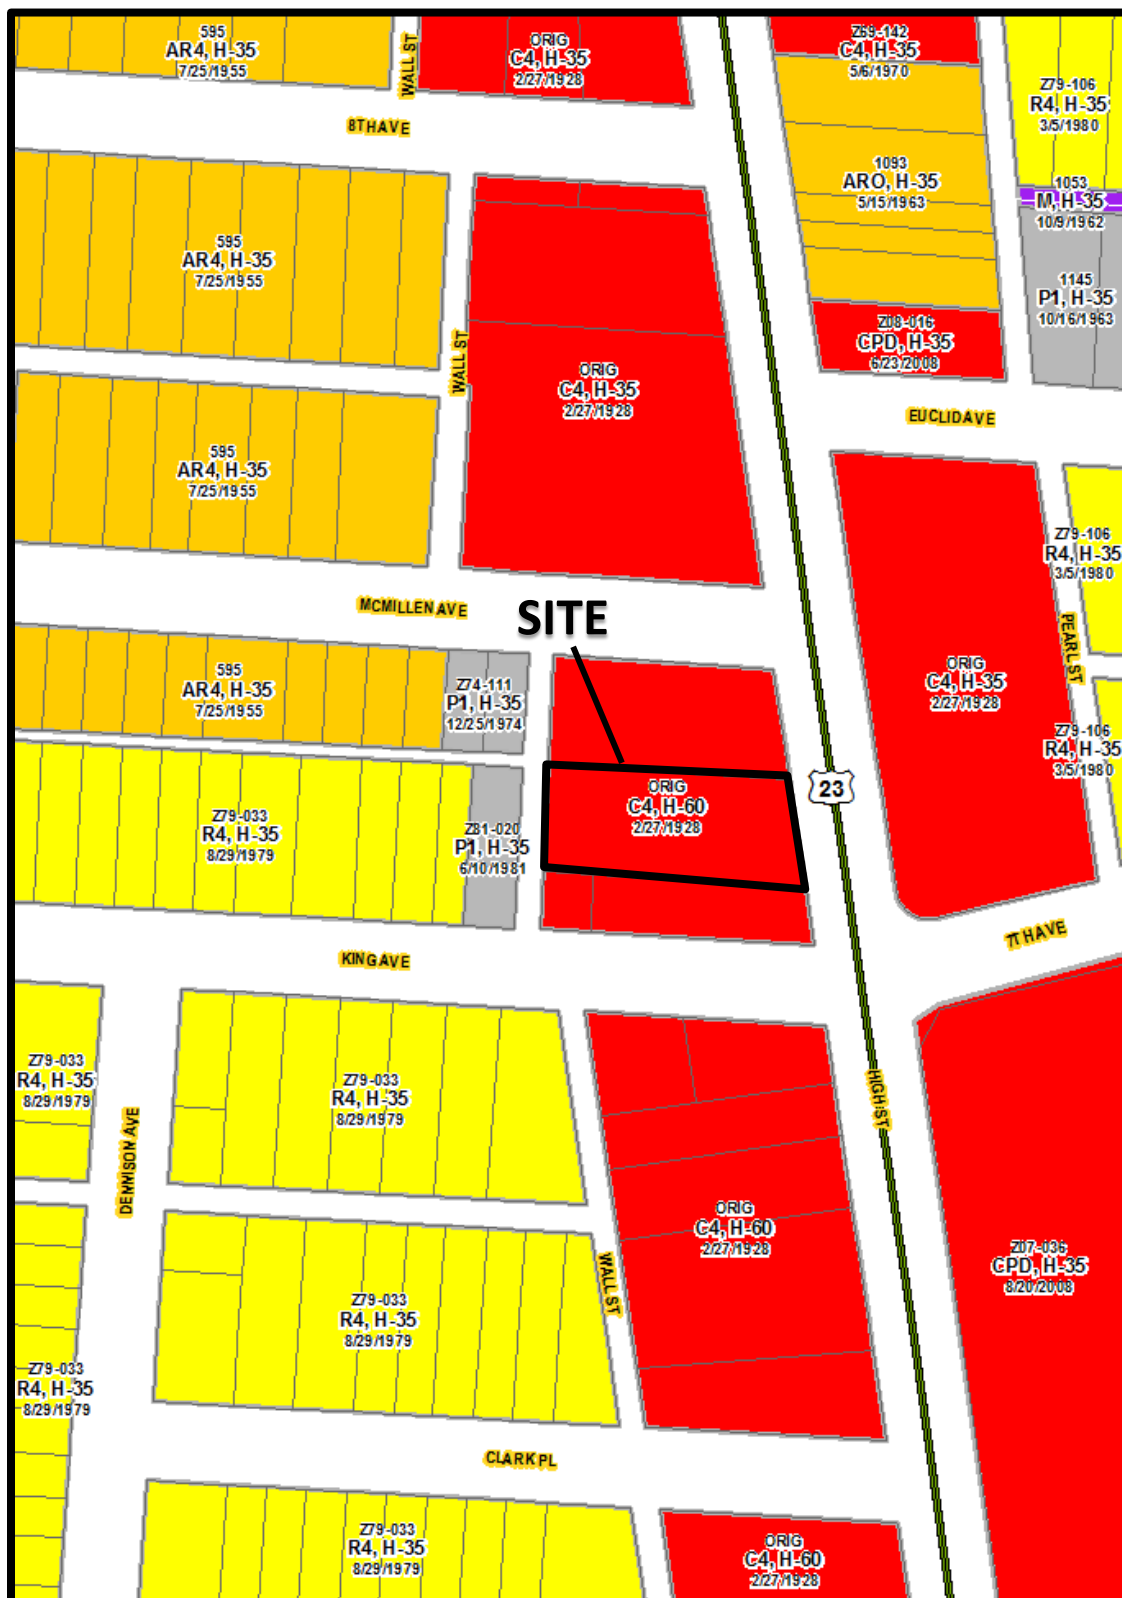 595
AR4, H-35
7/25/1955
WALL ST
ORIG
C4, H-35
2/27/1928
Z69-142
C4, H-35
5/6/1970
Z79-106
R4, H-35
3/5/1980
8TH AVE
1093
ARO, H-35
5/15/1963
1053
M, H-35
10/9/1962
595
AR4, H-35
7/25/1955
1145
P1, H-35
10/16/1963
Z08-016
CPD, H-35
6/23/2008
WALL ST
ORIG
C4, H-35
2/27/1928
EUCLID AVE
595
AR4, H-35
7/25/1955
Z79-106
R4, H-35
3/5/1980
MCMILLEN AVE
SITE
PEARL ST
595
AR4, H-35
7/25/1955
Z74-111
P1, H-35
12/25/1974
ORIG
C4, H-35
2/27/1928
Z79-106
R4, H-35
3/5/1980
ORIG
C4, H-60
2/27/1928
23
Z79-033
R4, H-35
8/29/1979
Z81-020
P1, H-35
6/10/1981
7TH AVE
KING AVE
Z79-033
R4, H-35
8/29/1979
Z79-033
R4, H-35
8/29/1979
HIGH ST
DENNISON AVE
ORIG
C4, H-60
2/27/1928
Z07-036
CPD, H-35
8/20/2008
WALL ST
Z79-033
R4, H-35
8/29/1979
Z79-033
R4, H-35
8/29/1979
CLARK PL
Z79-033
R4, H-35
8/29/1979
ORIG
C4, H-60
2/27/1928